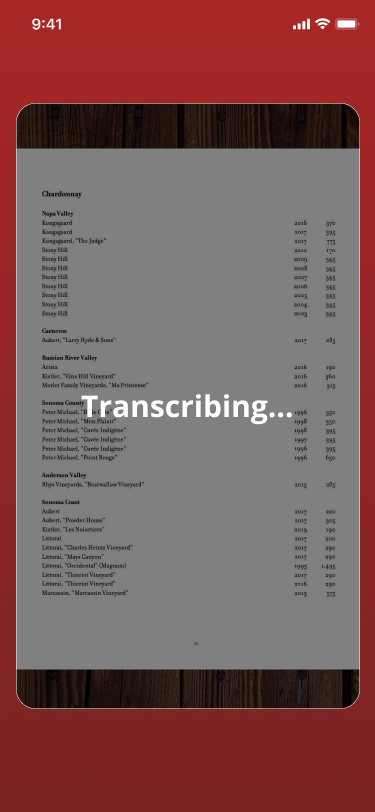 9:41
Chardonnay
Napa Valley
Kongsgaard 2016 370
Kongsgaard 2017 395
Kongsgaard, "The Judge" 2017 775
Stony Hill 2012 170
Stony Hill 2009 345
Stony Hill 2008 345
Stony Hill 2007 345
Stony Hill 2006 345
Stony Hill 2005 345
Stony Hill 2004 345
Stony Hill 2003 345
Carneros
Aubert, "Larry Hyde & Sons" 2017 285
Russian River Valley
Arista 2016 190
Kistler, "Vine Hill Vineyard" 2016 360
Morlet Family Vineyards, "Ma Princesse" 2016 315
Sonoma County
Transcribing...
Peter Michael, 1996 550
Peter Michael, "Mon Plaisir" 1998 350
Peter Michael, "Cuvée Indigène" 1998 395
Peter Michael, "Cuvée Indigène" 1997 395
Peter Michael, "Cuvée Indigène" 1996 395
Peter Michael, "Point Rouge" 1996 650
Anderson Valley
Rhys Vineyards, "Bearwallow Vineyard" 2015 285
Sonoma Coast
Aubert 2017 220
Aubert, "Powder House" 2017 305
Kistler, "Les Noisetiers" 2019 190
Littorai 2017 200
Littorai, "Charles Heintz Vineyard" 2017 290
Littorai, "Mays Canyon" 2017 290
Littorai, "Occidental" (Magnum) 1995 1,495
Littorai, "Thieriot Vineyard" 2017 290
Littorai, "Thieriot Vineyard" 2016 290
Marcassin, "Marcassin Vineyard" 2013 575